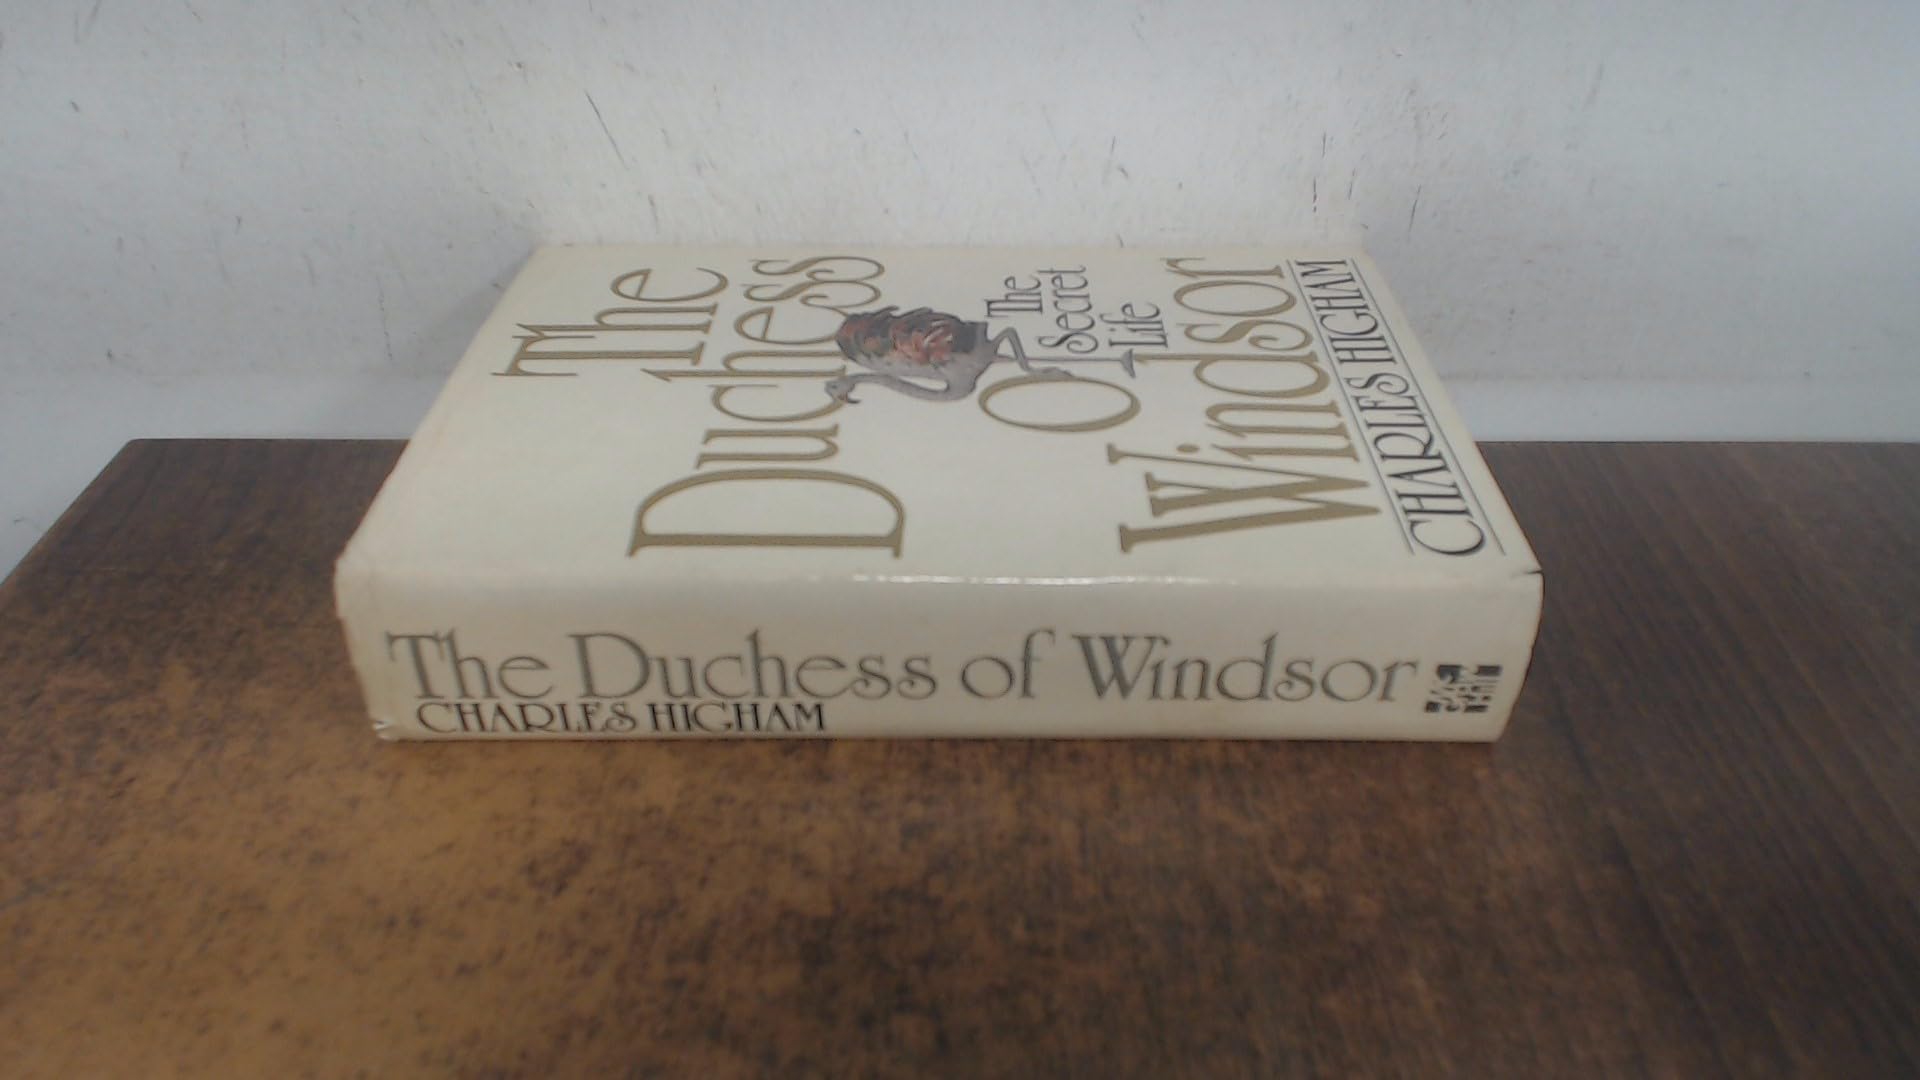 The
Duchess
of
Windsor
The
Secret
Life
CHARLES HIGHAM
The Duchess of Windsor
CHARLES HIGHAM